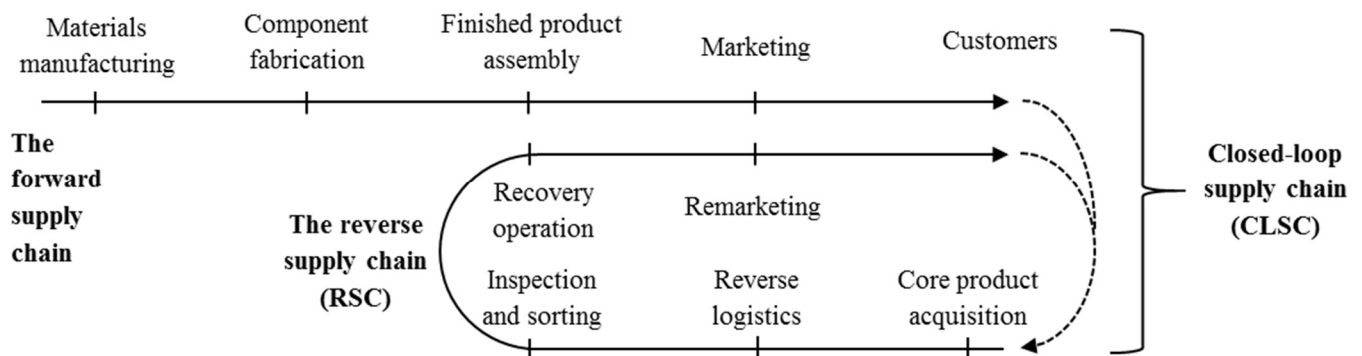 Materials
manufacturing
Component
fabrication
Finished product
assembly
Marketing
Customers
The
forward
supply
chain
Recovery
operation
Remarketing
The reverse
supply chain
(RSC)
Inspection
and sorting
Reverse
logistics
Core product
acquisition
Closed-loop
supply chain
(CLSC)